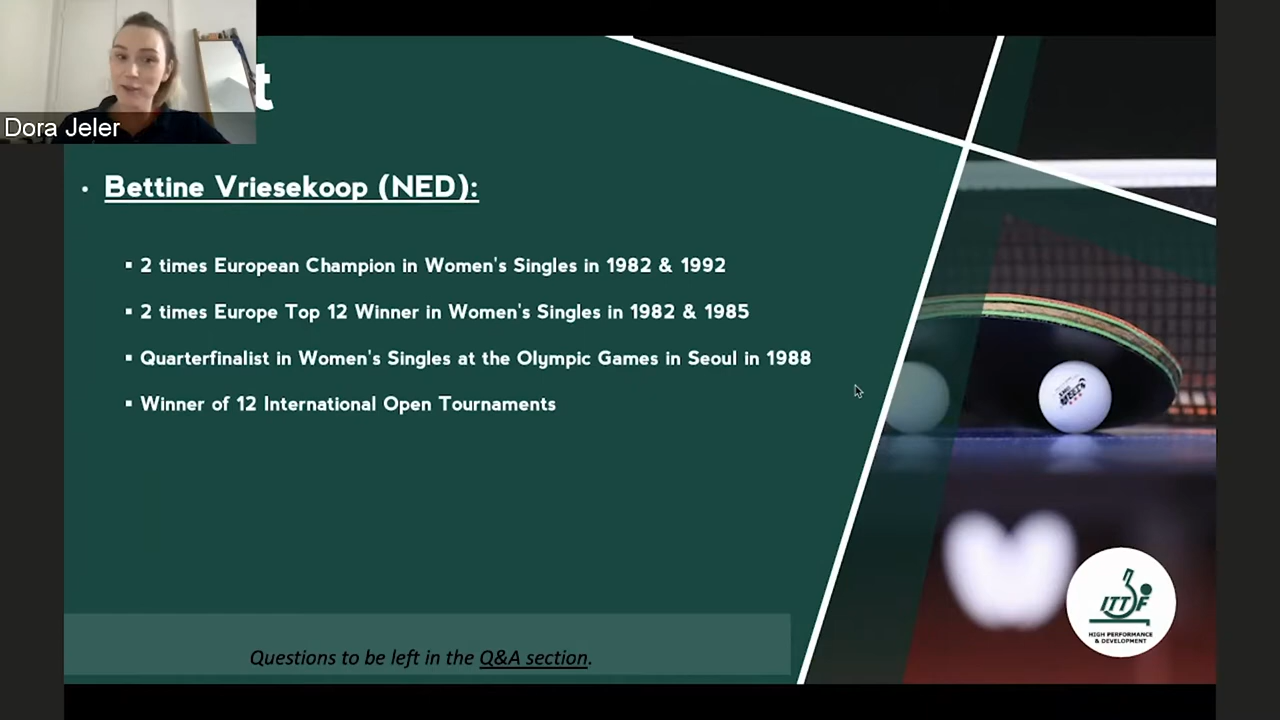 Dora Jeler
• Bettine Vriesekoop (NED):
▪ 2 times European Champion in Women's Singles in 1982 & 1992
▪ 2 times Europe Top 12 Winner in Women's Singles in 1982 & 1985
▪ Quarterfinalist in Women's Singles at the Olympic Games in Seoul in 1988
▪ Winner of 12 International Open Tournaments
Questions to be left in the Q&A section.
ITTF
HIGH PERFORMANCE
& DEVELOPMENT